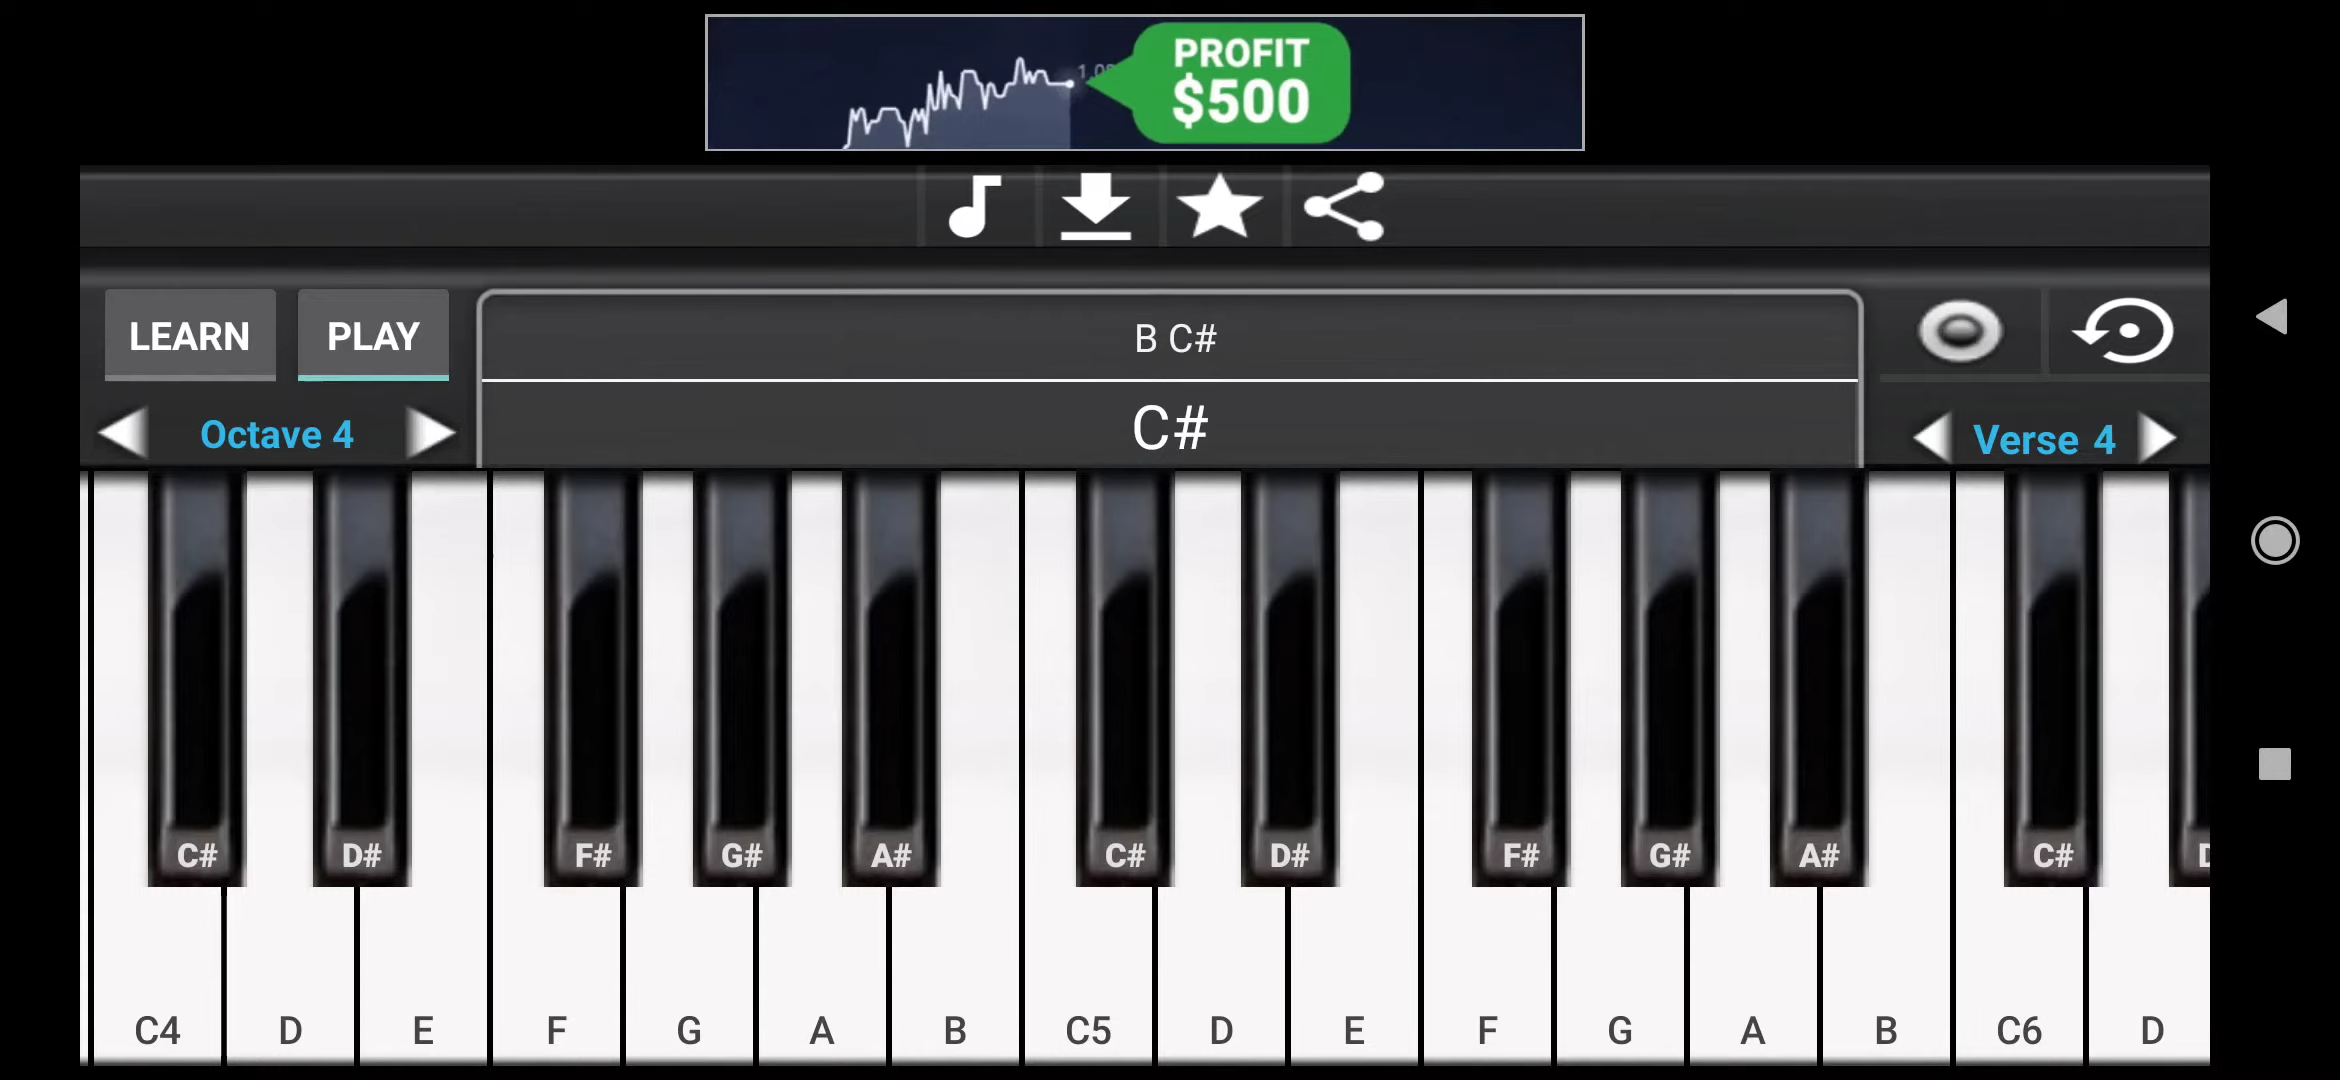 PROFIT
$500
LEARN
PLAY
B C#
Octave 4
C#
Verse 4
C# D# F# G# A# C# D# F# G# A# C#
C4 D E F G A B C5 D E F G A B C6 D